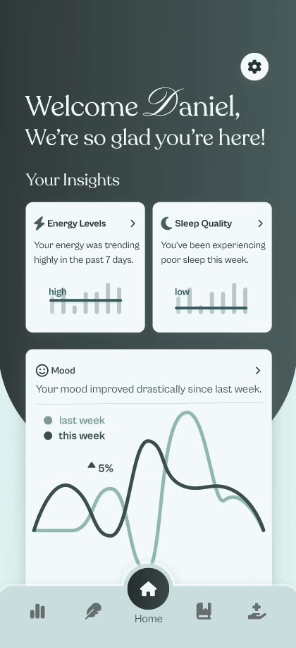 Welcome Daniel,
We're so glad you're here!
Your Insights
Energy Levels
Your energy was trending
highly in the past 7 days.
high
Sleep Quality
You've been experiencing
poor sleep this week.
low
Mood
Your mood improved drastically since last week.
last week
this week
5%
Home